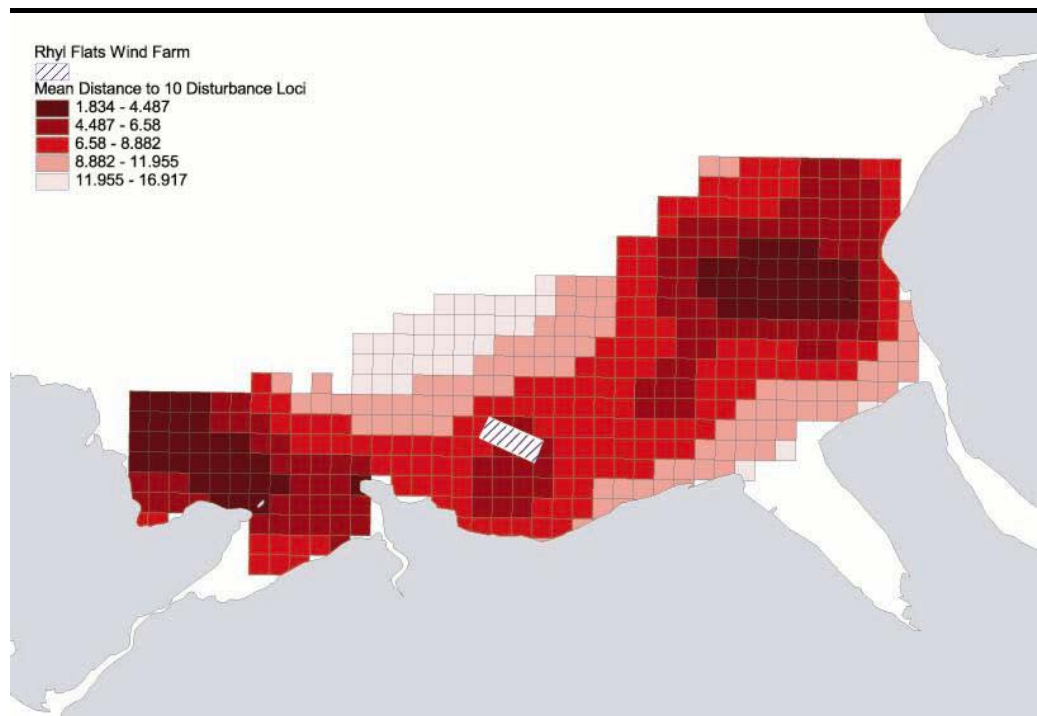 Rhyl Flats Wind Farm
Mean Distance to 10 Disturbance Loci
1.834 - 4.487
4.487 - 6.58
6.58 - 8.882
8.882 - 11.955
11.955 - 16.917